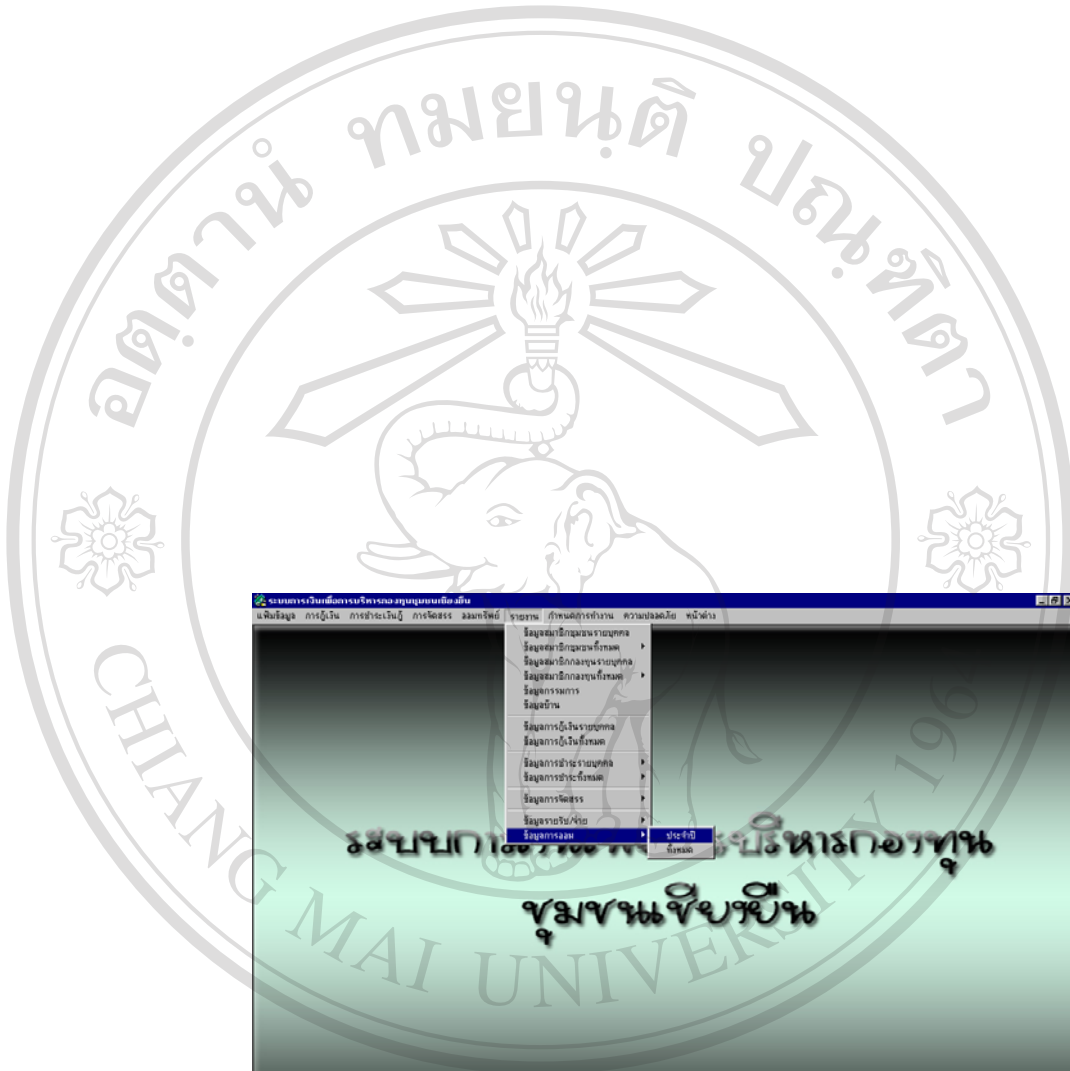 อตฺตานํ ทมยนฺติ ปณฺฑิตา
ระบบการเงินเพื่อการบริหารกองทุนชุมชนเชียงยืน
แฟ้มข้อมูล การกู้เงิน การชำระเงินกู้ การจัดสรร ออมทรัพย์ รายงาน กำหนดการทำงาน ความปลอดภัย หน้าต่าง
ข้อมูลสมาชิกชุมชนรายบุคคล
ข้อมูลสมาชิกชุมชนทั้งหมด
ข้อมูลสมาชิกกองทุนรายบุคคล
ข้อมูลสมาชิกกองทุนทั้งหมด
ข้อมูลกรรมการ
ข้อมูลบ้าน
ข้อมูลการกู้เงินรายบุคคล
ข้อมูลการกู้เงินทั้งหมด
ข้อมูลการชำระรายบุคคล
ข้อมูลการชำระทั้งหมด
ข้อมูลการจัดสรร
ข้อมูลรายรับ/จ่าย
ข้อมูลการออม ประจำปี
ทั้งหมด
ระบบการ รบริหารกองทุน
ชุมชนเชียงยืน
CHIANG MAI UNIVERSITY 196